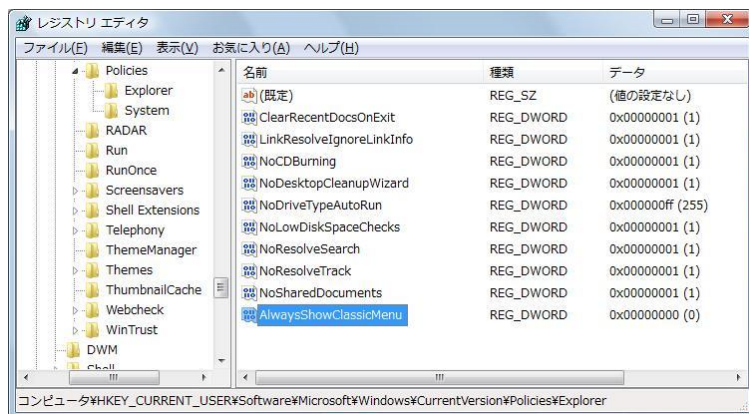 レジストリ エディタ
ファイル(F) 編集(E) 表示(V) お気に入り(A) ヘルプ(H)
Policies
Explorer
System
RADAR
Run
RunOnce
Screensavers
Shell Extensions
Telephony
ThemeManager
Themes
ThumbnailCache
Webcheck
WinTrust
DWM
Shell
名前 種類 データ
ab (既定) REG_SZ (値の設定なし)
ClearRecentDocsOnExit REG_DWORD 0x00000001 (1)
LinkResolveIgnoreLinkInfo REG_DWORD 0x00000001 (1)
NoCDBurning REG_DWORD 0x00000001 (1)
NoDesktopCleanupWizard REG_DWORD 0x00000001 (1)
NoDriveTypeAutoRun REG_DWORD 0x000000ff (255)
NoLowDiskSpaceChecks REG_DWORD 0x00000001 (1)
NoResolveSearch REG_DWORD 0x00000001 (1)
NoResolveTrack REG_DWORD 0x00000001 (1)
NoSharedDocuments REG_DWORD 0x00000001 (1)
AlwaysShowClassicMenu REG_DWORD 0x00000000 (0)
コンピュータ¥HKEY_CURRENT_USER¥Software¥Microsoft¥Windows¥CurrentVersion¥Policies¥Explorer